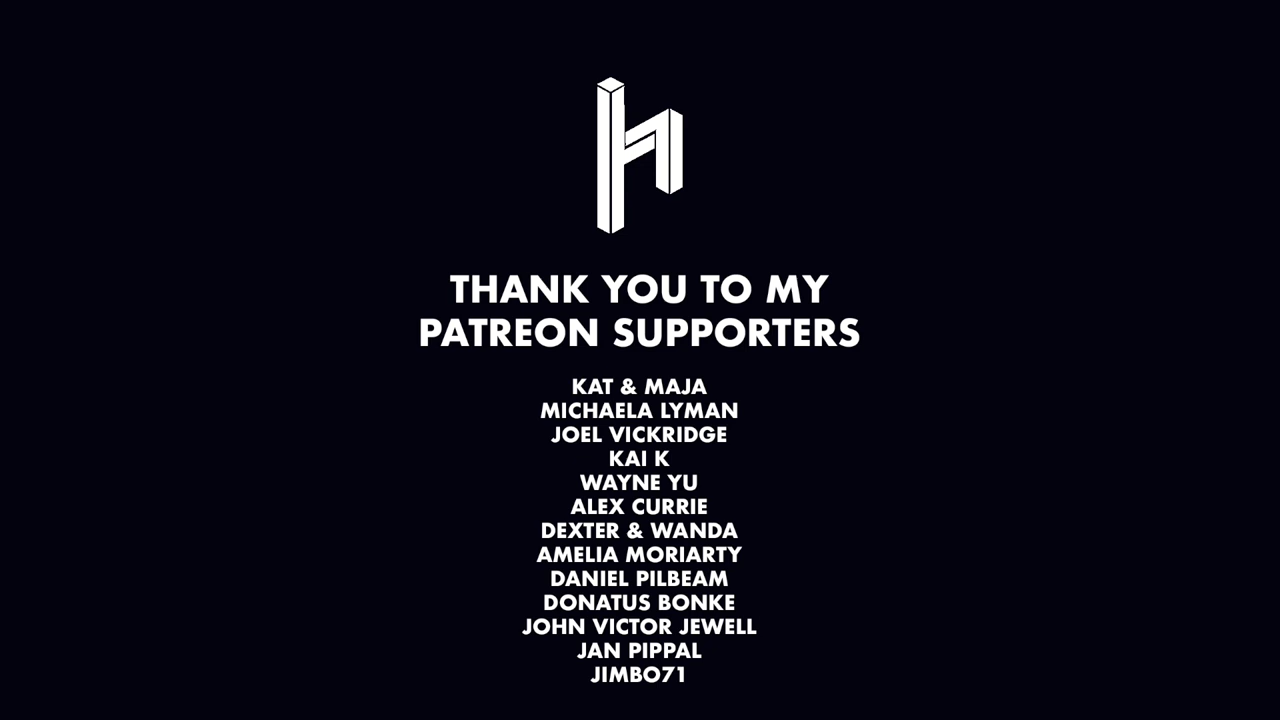 THANK YOU TO MY
PATREON SUPPORTERS
KAT & MAJA
MICHAELA LYMAN
JOEL VICKRIDGE
KAI K
WAYNE YU
ALEX CURRIE
DEXTER & WANDA
AMELIA MORIARTY
DANIEL PILBEAM
DONATUS BONKE
JOHN VICTOR JEWELL
JAN PIPPAL
JIMBO71